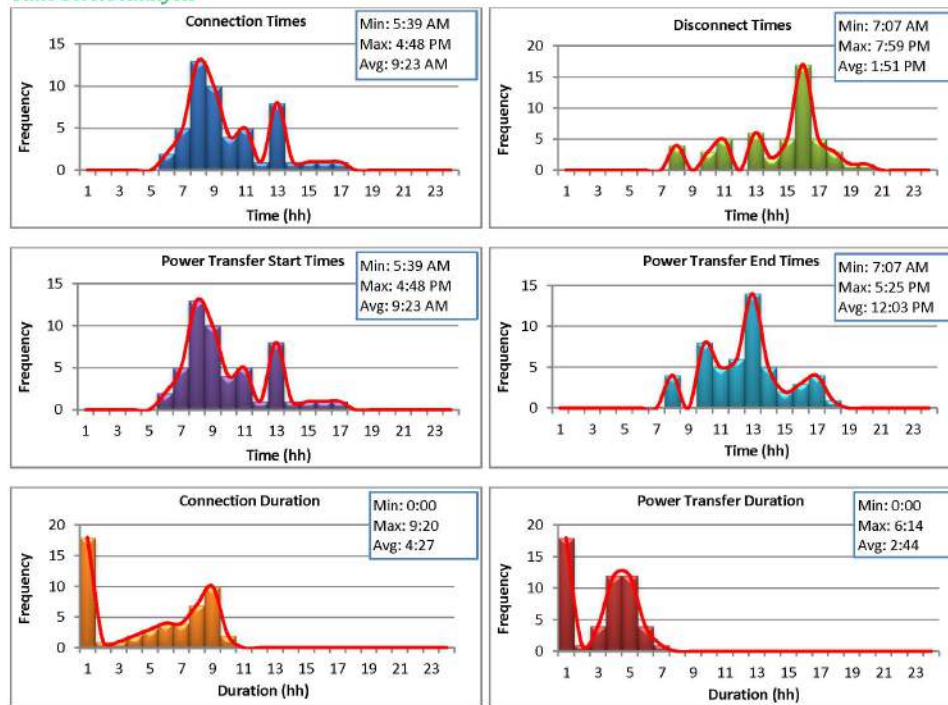 Connection Times
Min: 5:39 AM
Max: 4:48 PM
Avg: 9:23 AM
Frequency
15
10
5
0
1 3 5 7 9 11 13 15 17 19 21 23
Time (hh)
Disconnect Times
Min: 7:07 AM
Max: 7:59 PM
Avg: 1:51 PM
Frequency
20
15
10
5
0
1 3 5 7 9 11 13 15 17 19 21 23
Time (hh)
Power Transfer Start Times
Min: 5:39 AM
Max: 4:48 PM
Avg: 9:23 AM
Frequency
15
10
5
0
1 3 5 7 9 11 13 15 17 19 21 23
Time (hh)
Power Transfer End Times
Min: 7:07 AM
Max: 5:25 PM
Avg: 12:03 PM
Frequency
15
10
5
0
1 3 5 7 9 11 13 15 17 19 21 23
Time (hh)
Connection Duration
Min: 0:00
Max: 9:20
Avg: 4:27
Frequency
20
15
10
5
0
1 3 5 7 9 11 13 15 17 19 21 23
Duration (hh)
Power Transfer Duration
Min: 0:00
Max: 6:14
Avg: 2:44
Frequency
20
15
10
5
0
1 3 5 7 9 11 13 15 17 19 21 23
Duration (hh)